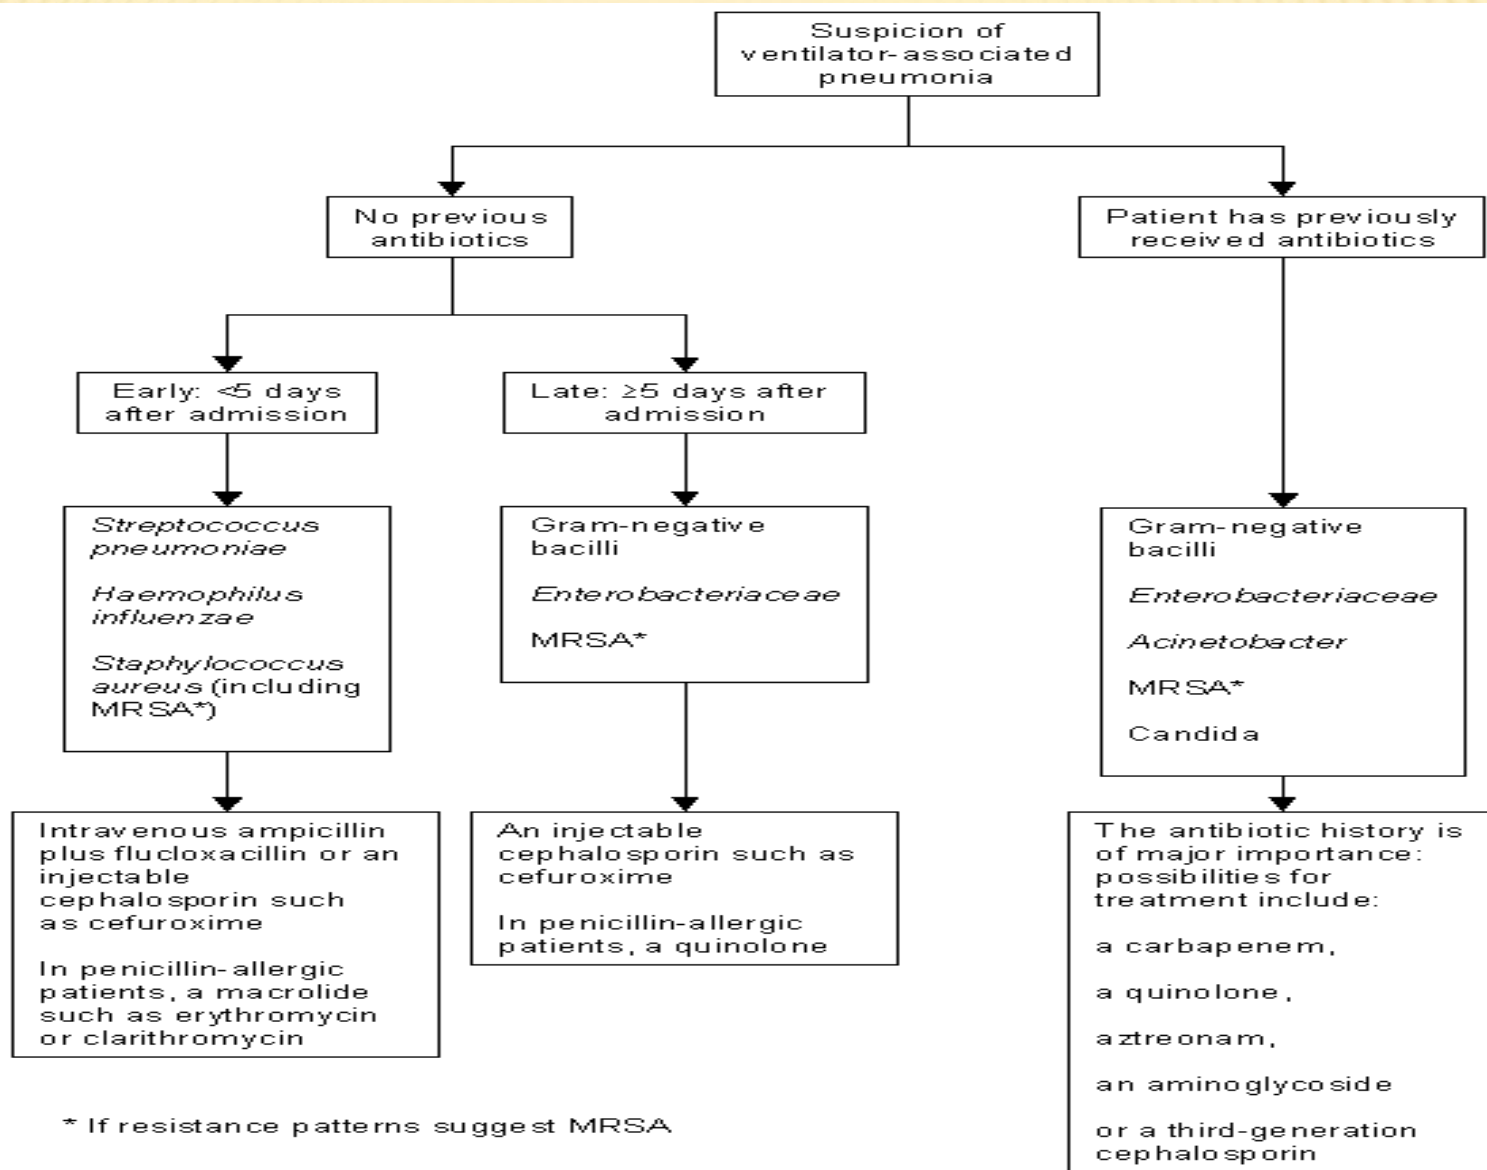 Suspicion of
ventilator-associated
pneumonia
No previous
antibiotics
Patient has previously
received antibiotics
Early: <5 days
after admission
Late: ≥5 days after
admission
Streptococcus
pneumoniae
Haemophilus
influenzae
Staphylococcus
aureus (including
MRSA*)
Gram-negative
bacilli
Enterobacteriaceae
MRSA*
Gram-negative
bacilli
Enterobacteriaceae
Acinetobacter
MRSA*
Candida
Intravenous ampicillin
plus flucloxacillin or an
injectable
cephalosporin such
as cefuroxime
In penicillin-allergic
patients, a macrolide
such as erythromycin
or clarithromycin
An injectable
cephalosporin such as
cefuroxime
In penicillin-allergic
patients, a quinolone
The antibiotic history is
of major importance:
possibilities for
treatment include:
a carbapenem,
a quinolone,
aztreonam,
an aminoglycoside
or a third-generation
cephalosporin
* If resistance patterns suggest MRSA